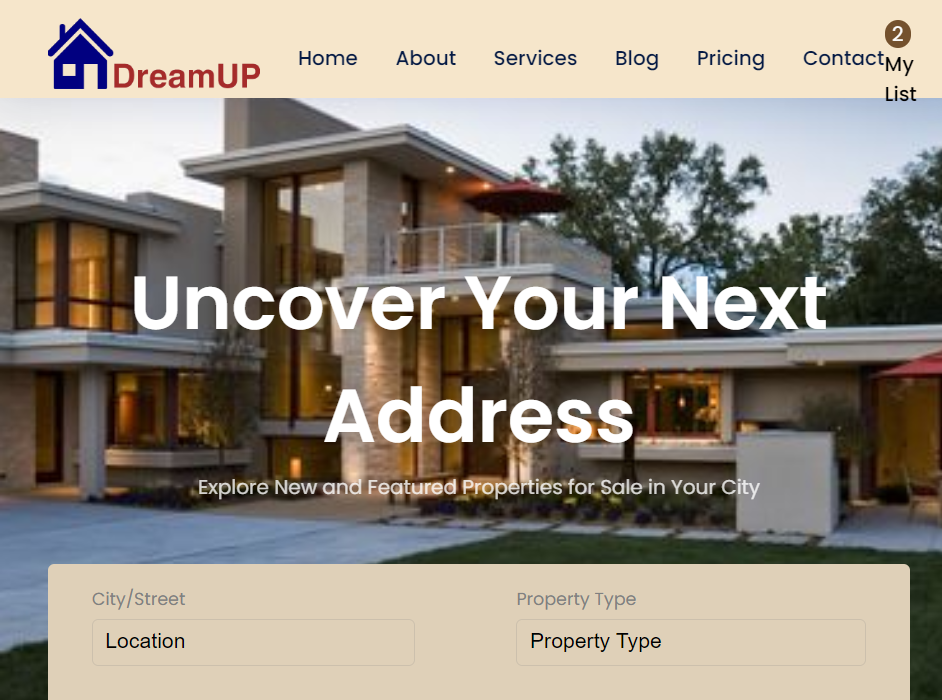 DreamUP
Home About Services Blog Pricing Contact
2
My
List
Uncover Your Next
Address
Explore New and Featured Properties for Sale in Your City
City/Street Property Type
Location Property Type